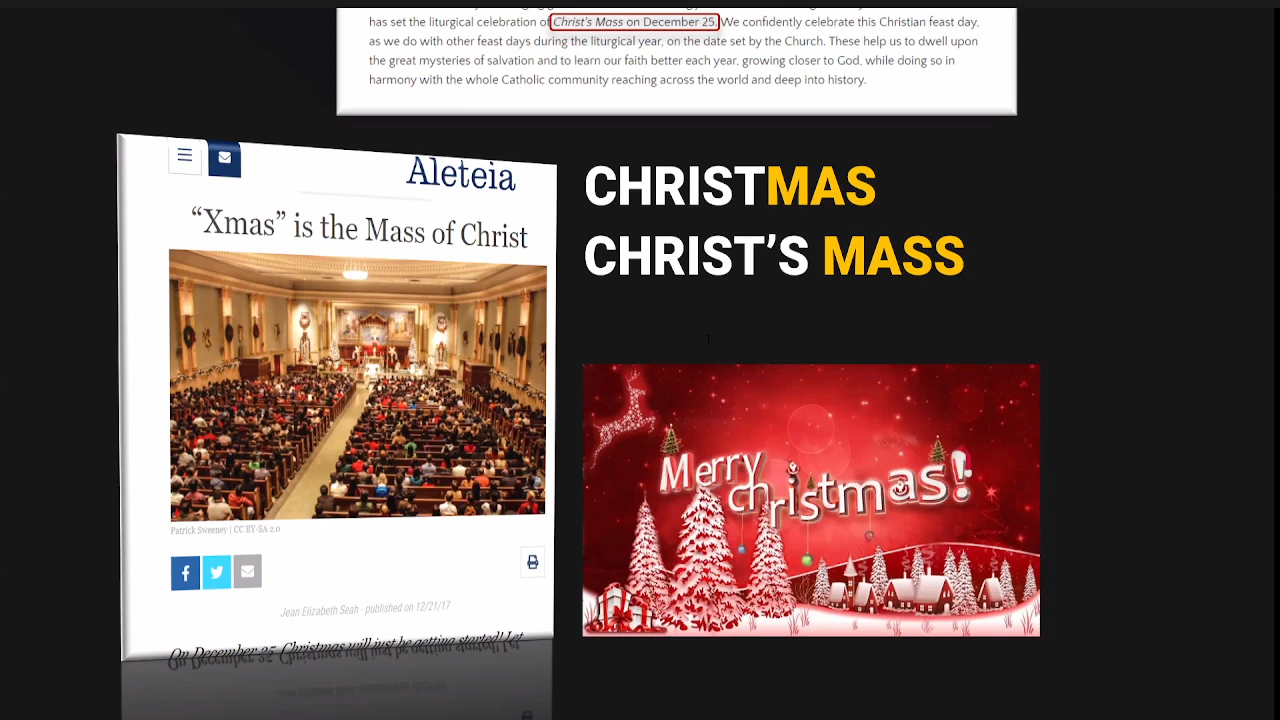 has set the liturgical celebration of Christ's Mass on December 25. We confidently celebrate this Christian feast day,
as we do with other feast days during the liturgical year, on the date set by the Church. These help us to dwell upon
the great mysteries of salvation and to learn our faith better each year, growing closer to God, while doing so in
harmony with the whole Catholic community reaching across the world and deep into history.
Aleteia
“Xmas” is the Mass of Christ
Patrick Sweeney | CC BY-SA 2.0
Jean Elizabeth Seah - published on 12/21/17
On December 25, Christmas will just be getting started! Let
CHRISTMAS
CHRIST’S MASS
Merry
christmas!